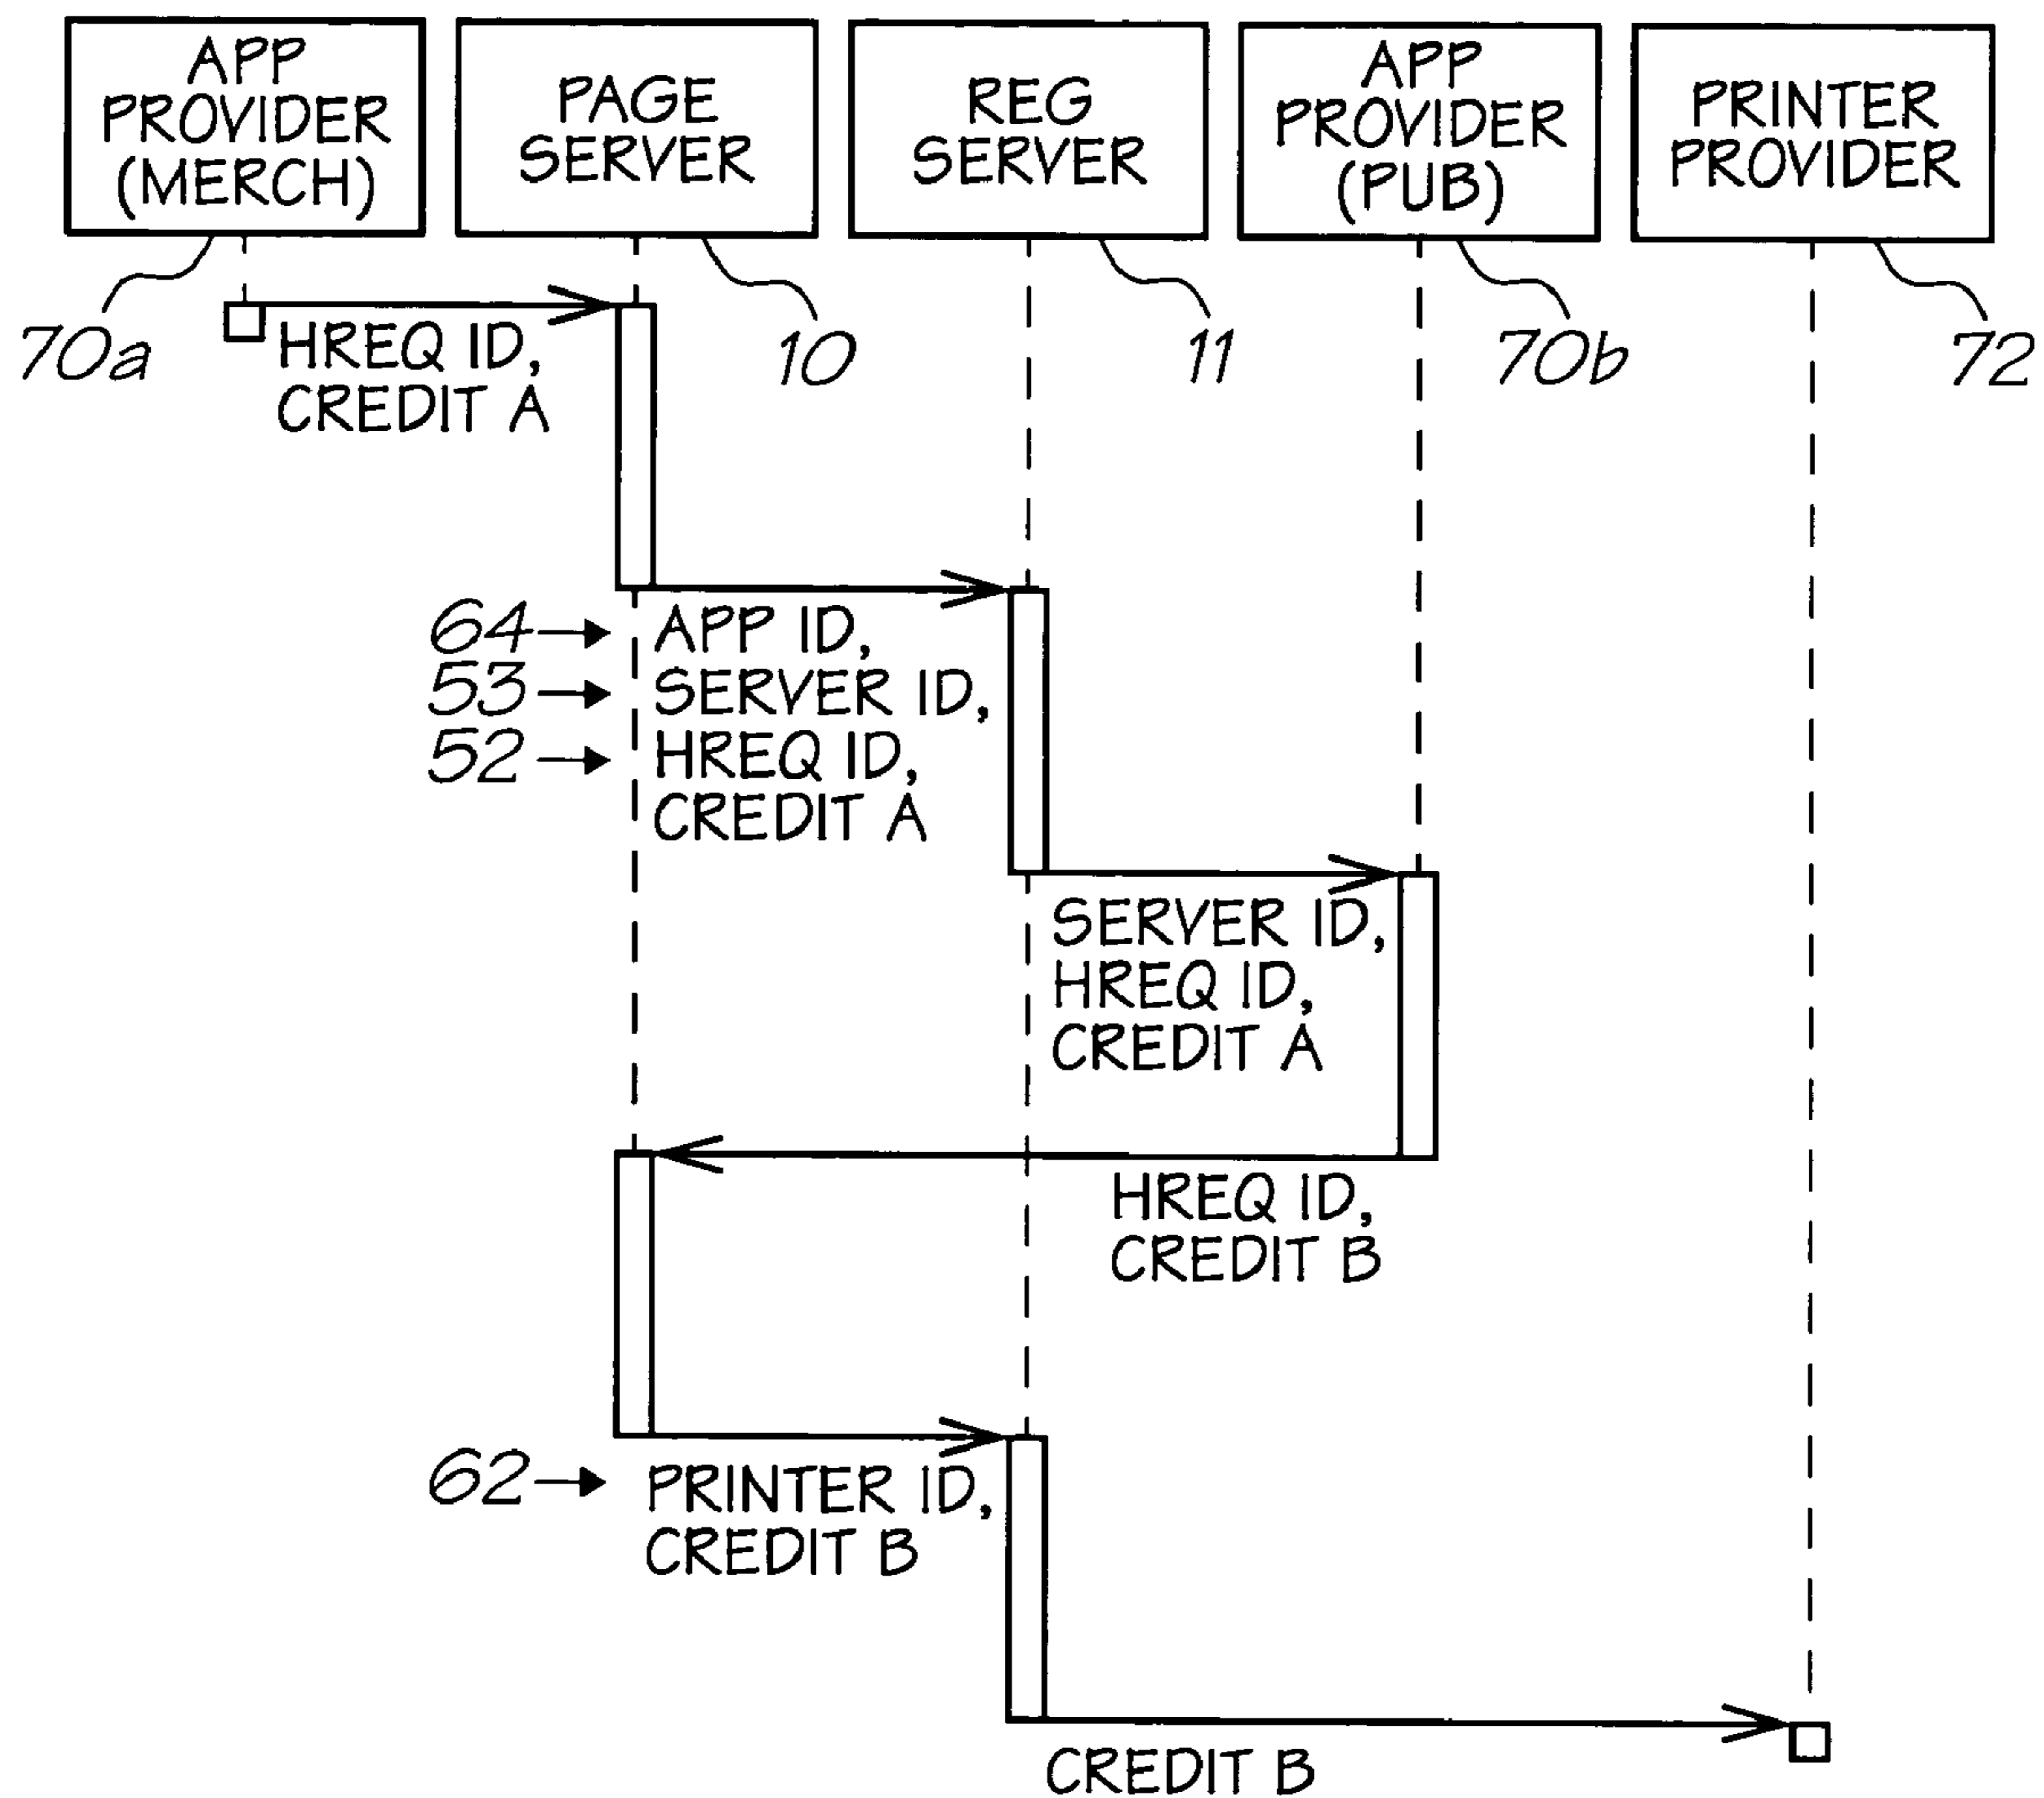 APP
PROVIDER
(MERCH)
PAGE
SERVER
REG
SERVER
APP
PROVIDER
(PUB)
PRINTER
PROVIDER
70a
10
11
70b
72
HREQ ID,
CREDIT A
64
APP ID,
53
SERVER ID,
52
HREQ ID,
CREDIT A
SERVER ID,
HREQ ID,
CREDIT A
HREQ ID,
CREDIT B
62
PRINTER ID,
CREDIT B
CREDIT B